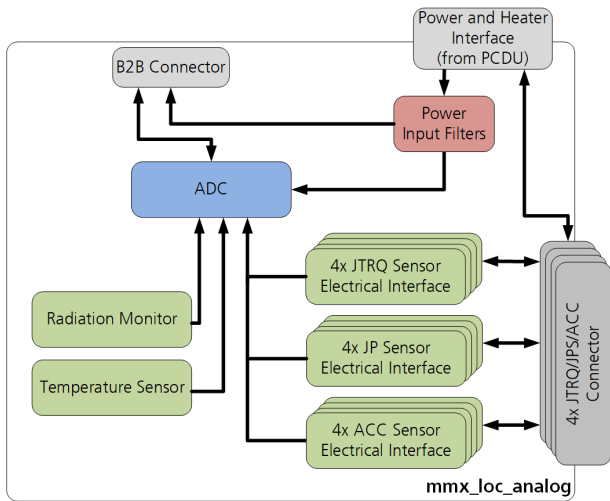 Power and Heater
Interface
(from PCDU)
B2B Connector
Power
Input Filters
ADC
4x JTRQ Sensor
Electrical Interface
Radiation Monitor
4x JP Sensor
Electrical Interface
Temperature Sensor
4x ACC Sensor
Electrical Interface
4x JTRQ/JPS/ACC
Connector
mmx_loc_analog